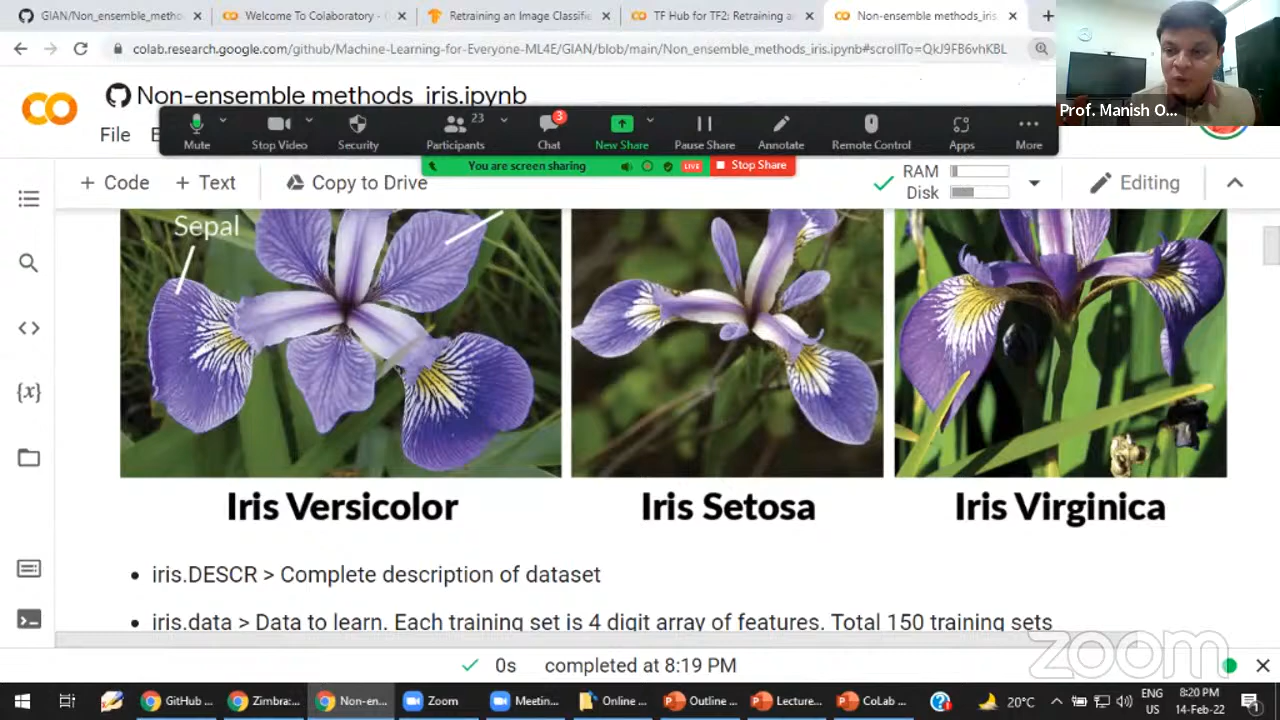 GIAN/Non_ensemble_metho
Welcome To Colaboratory - C
Retraining an Image Classifie
TF Hub for TF2: Retraining a
Non-ensemble methods_iris
colab.research.google.com/github/Machine-Learning-for-Everyone-ML4E/GIAN/blob/main/Non_ensemble_methods_iris.ipynb#scrollTo=QkJ9FB6vhKBL
Prof. Manish O...
Non-ensemble methods_iris.ipynb
File E
Mute Stop Video Security Participants 23 Chat 3 New Share Pause Share Annotate Remote Control Apps More
You are screen sharing LIVE Stop Share
+ Code + Text Copy to Drive RAM Disk Editing
Sepal
Iris Versicolor Iris Setosa Iris Virginica
iris.DESCR > Complete description of dataset
iris.data > Data to learn. Each training set is 4 digit array of features. Total 150 training sets
zoom
0s completed at 8:19 PM
GitHub ... Zimbra: ... Non-en... Zoom Meetin... Online ... Outline ... Lecture... CoLab ... 20°C ENG US 8:20 PM 14-Feb-22